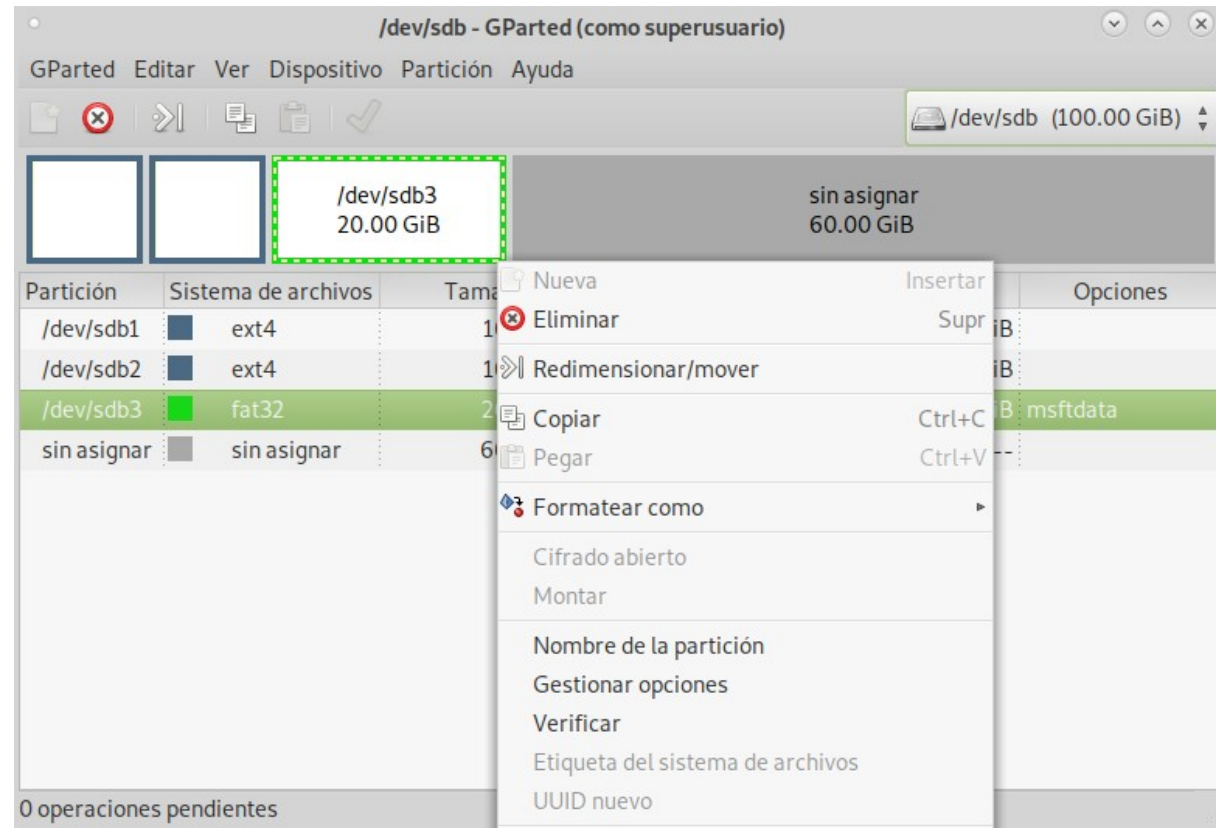 /dev/sdb - GParted (como superusuario)
GParted Editar Ver Dispositivo Partición Ayuda
/dev/sdb (100.00 GiB)
/dev/sdb3
20.00 GiB
sin asignar
60.00 GiB
Partición Sistema de archivos Opciones
/dev/sdb1 ext4
/dev/sdb2 ext4
/dev/sdb3 fat32 msftdata
sin asignar sin asignar --
Nueva Insertar
Eliminar Supr
Redimensionar/mover
Copiar Ctrl+C
Pegar Ctrl+V
Formatear como
Cifrado abierto
Montar
Nombre de la partición
Gestionar opciones
Verificar
Etiqueta del sistema de archivos
UUID nuevo
0 operaciones pendientes